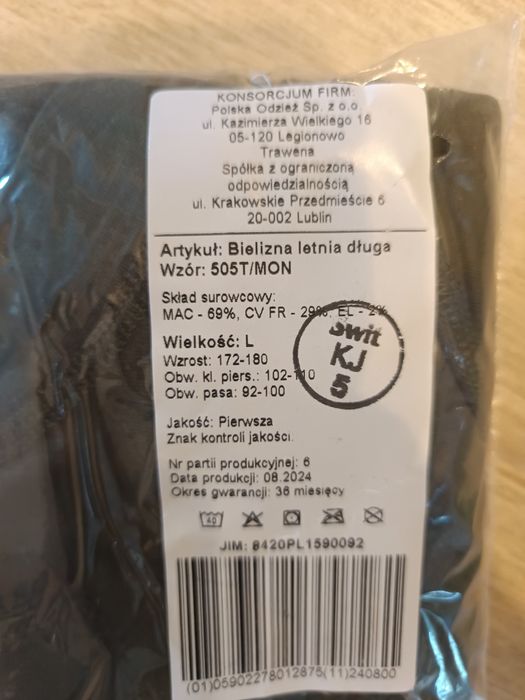 KONSORCJUM FIRM:
Polska Odzież Sp. z o.o.
ul. Kazimierza Wielkiego 16
05-120 Legionowo
Trawena
Spółka z ograniczoną
odpowiedzialnością
ul. Krakowskie Przedmieście 6
20-002 Lublin
Artykuł: Bielizna letnia długa
Wzór: 505T/MON
Skład surowcowy:
MAC - 69%, CV FR - 29%, EL - 2%
Wielkość: L
Wzrost: 172-180
Obw. kl. piers.: 102-110
Obw. pasa: 92-100
Świt
KJ
5
Jakość: Pierwsza
Znak kontroli jakości.
Nr partii produkcyjnej: 6
Data produkcji: 08.2024
Okres gwarancji: 36 miesięcy
40
JIM: 8420PL1590092
(01)05902278012875(11)240800